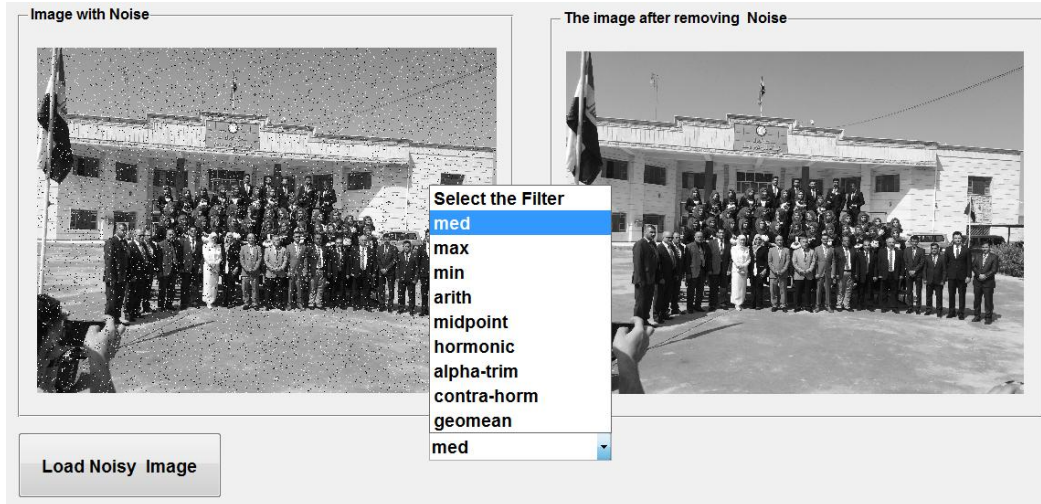 Image with Noise
The image after removing  Noise
Select the Filter
med
max
min
arith
midpoint
hormonic
alpha-trim
contra-horm
geomean
med
Load Noisy  Image